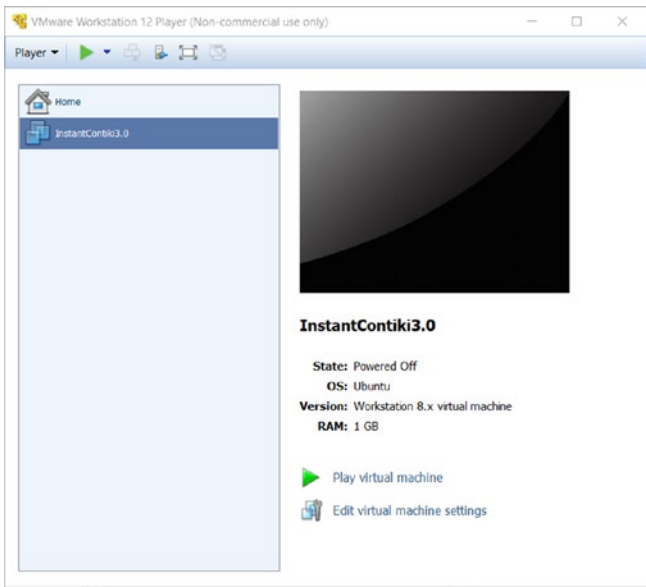 VMware Workstation 12 Player (Non-commercial use only)
Player
Home
InstantContiki3.0
InstantContiki3.0
State: Powered Off
OS: Ubuntu
Version: Workstation 8.x virtual machine
RAM: 1 GB
Play virtual machine
Edit virtual machine settings